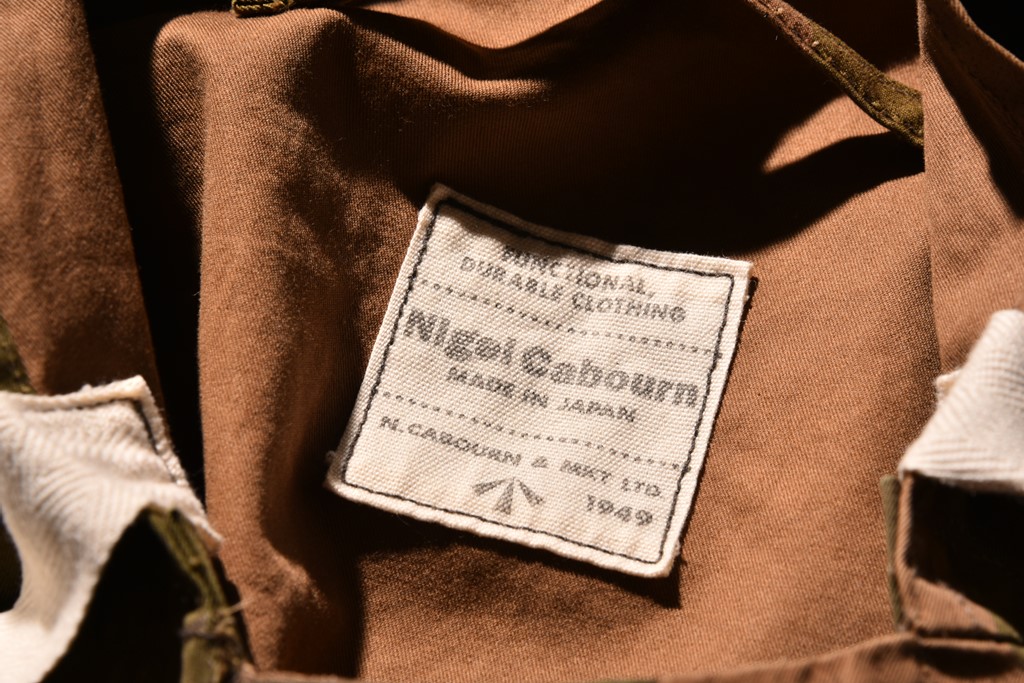 FUNCTIONAL,
DURABLE CLOTHING
Nigel Cabourn
MADE IN JAPAN
N.CABOURN & MKT LTD.
1949